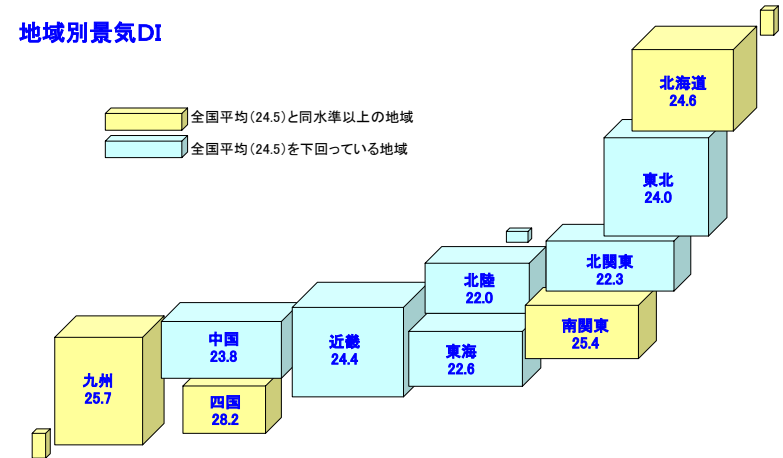 地域別景気DI
全国平均(24.5)と同水準以上の地域
全国平均(24.5)を下回っている地域
北海道
24.6
東北
24.0
北関東
22.3
北陸
22.0
南関東
25.4
東海
22.6
近畿
24.4
中国
23.8
四国
28.2
九州
25.7